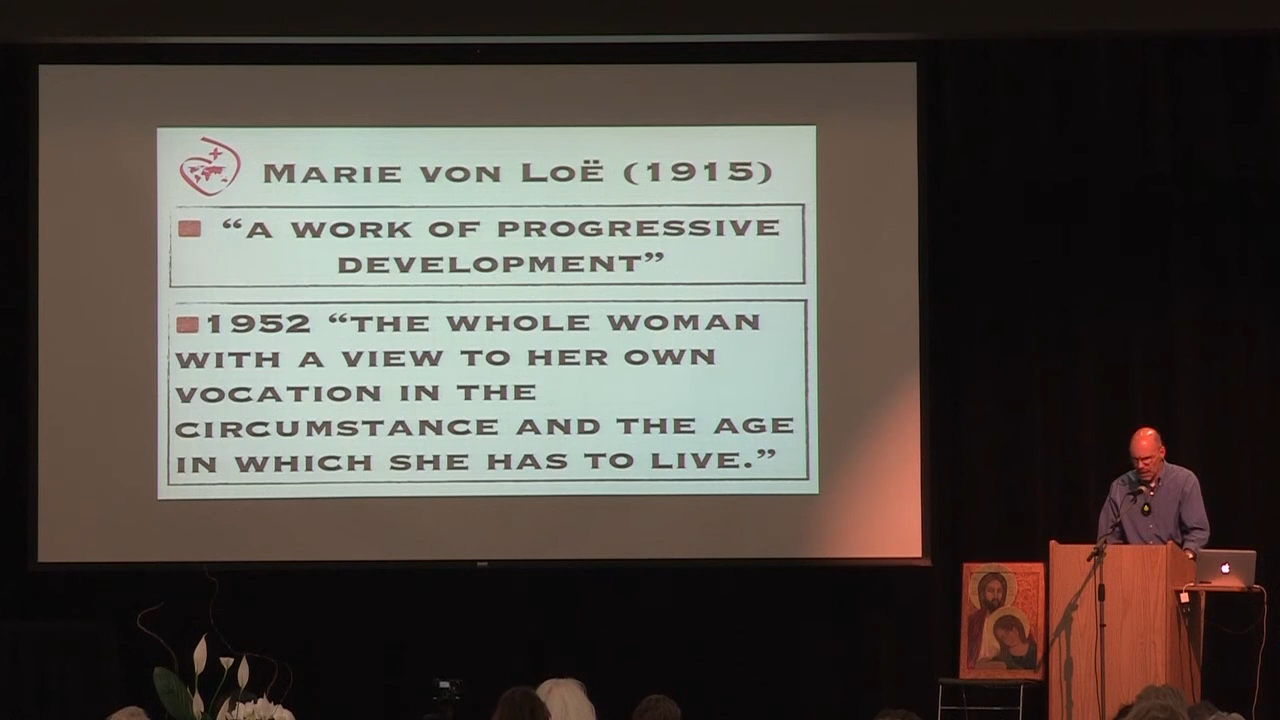 MARIE VON LOË (1915)
“A WORK OF PROGRESSIVE
DEVELOPMENT”
1952 “THE WHOLE WOMAN
WITH A VIEW TO HER OWN
VOCATION IN THE
CIRCUMSTANCE AND THE AGE
IN WHICH SHE HAS TO LIVE.”